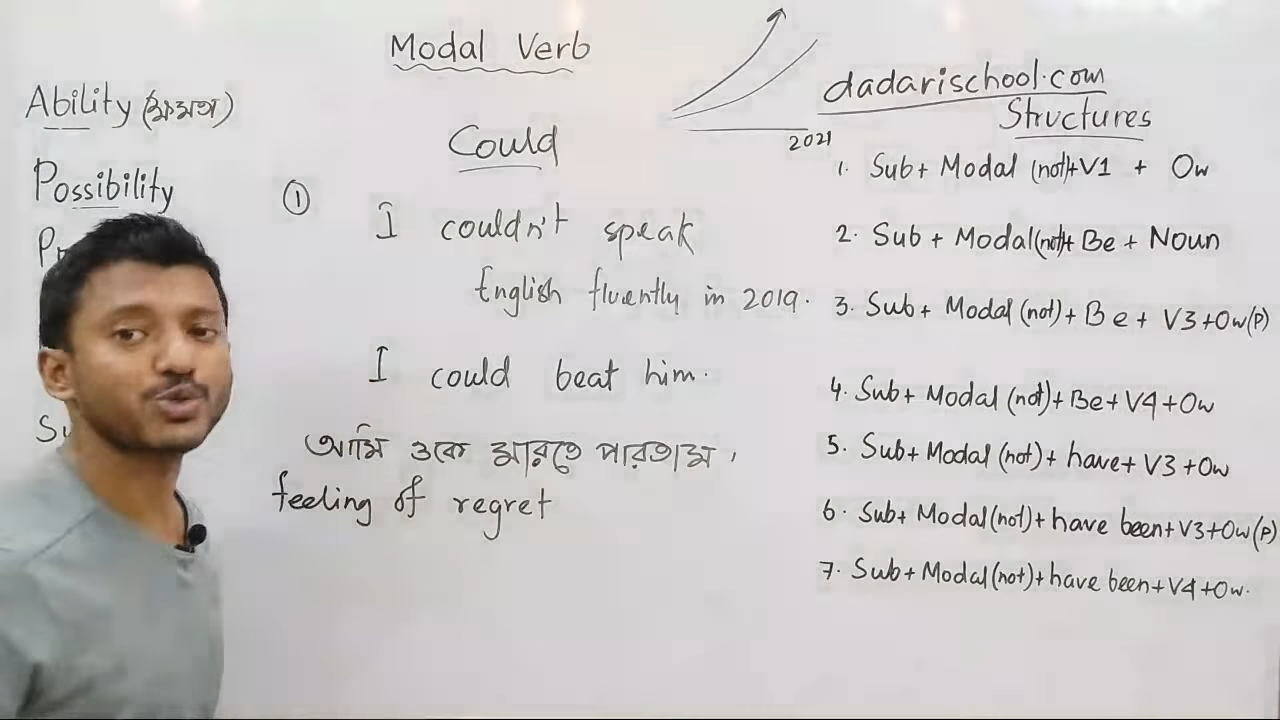 Modal Verb
Ability (ক্ষমতা)
Possibility
Could
① I couldn't speak
English fluently in 2019.
I could beat him.
আমি ওকে মারতে পারতাম,
feeling of regret
2021
dadarischool.com
Structures
1. Sub+ Modal (not)+V1 + Ow
2. Sub + Modal(not)+ Be + Noun
3. Sub+ Modal (not)+ Be + V3+Ow(P)
4. Sub+ Modal (not)+Be+V4+Ow
5. Sub+Modal (not)+ have+ V3+Ow
6. Sub+ Modal(not)+have been+V3+Ow(P)
7. Sub+Modal(not)+have been+V4+Ow.